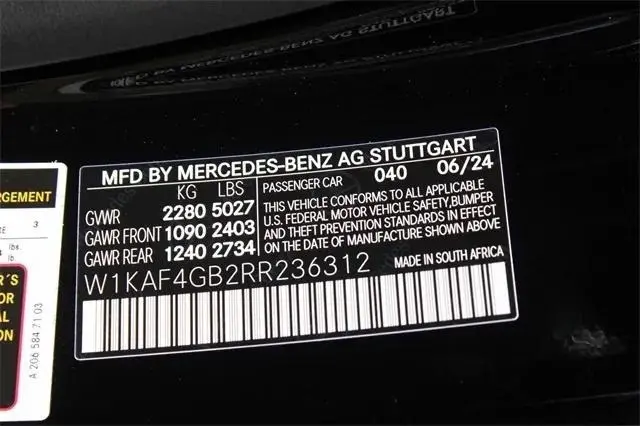 MFD BY MERCEDES-BENZ AG STUTTGART
KG LBS
GVWR 2280 5027
GAWR FRONT 1090 2403
GAWR REAR 1240 2734
PASSENGER CAR 040 06/24
THIS VEHICLE CONFORMS TO ALL APPLICABLE
U.S. FEDERAL MOTOR VEHICLE SAFETY,BUMPER
AND THEFT PREVENTION STANDARDS IN EFFECT
ON THE DATE OF MANUFACTURE SHOWN ABOVE
W1KAF4GB2RR236312
MADE IN SOUTH AFRICA
3
lbs.
A 206 584 71 03